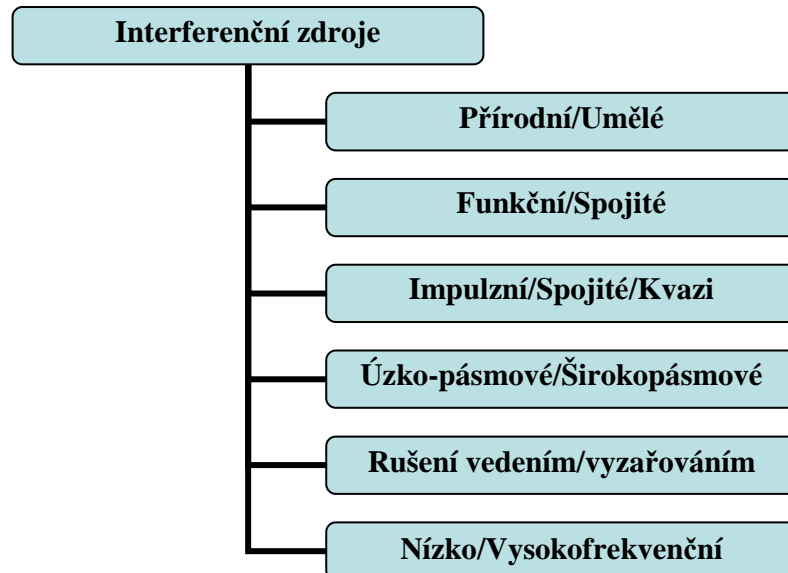 Interferenční zdroje
Přírodní/Umělé
Funkční/Spojité
Impulzní/Spojité/Kvazi
Úzko-pásmové/Širokopásmové
Rušení vedením/vyzařováním
Nízko/Vysokofrekvenční